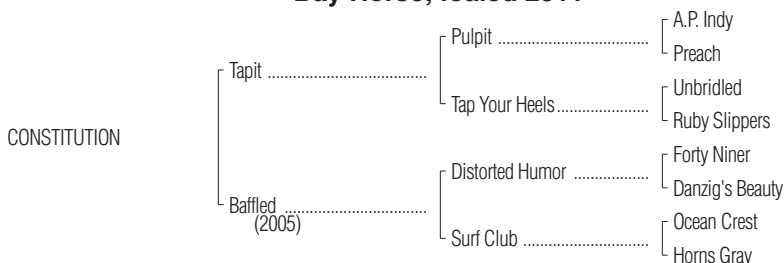 Bay Horse, foaled 2011
A.P. Indy
Pulpit
Preach
Tapit
Unbridled
Tap Your Heels
Ruby Slippers
CONSTITUTION
Forty Niner
Distorted Humor
Danzig's Beauty
Baffled
(2005)
Ocean Crest
Surf Club
Horns Gray